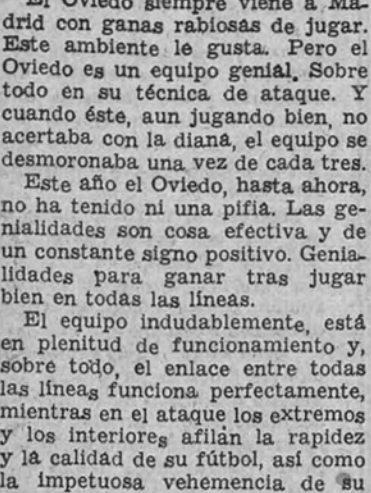 El Oviedo siempre viene a Ma-
drid con ganas rabiosas de jugar.
Este ambiente le gusta. Pero el
Oviedo es un equipo genial. Sobre
todo en su técnica de ataque. Y
cuando éste, aun jugando bien, no
acertaba con la diana, el equipo se
desmoronaba una vez de cada tres.
Este año el Oviedo, hasta ahora,
no ha tenido ni una pifia. Las ge-
nialidades son cosa efectiva y de
un constante signo positivo. Genia-
lidades para ganar tras jugar
bien en todas las líneas.
El equipo indudablemente, está
en plenitud de funcionamiento y,
sobre todo, el enlace entre todas
las líneas funciona perfectamente,
mientras en el ataque los extremos
y los interiores afilan la rapidez
y la calidad de su fútbol, así como
la impetuosa vehemencia de su